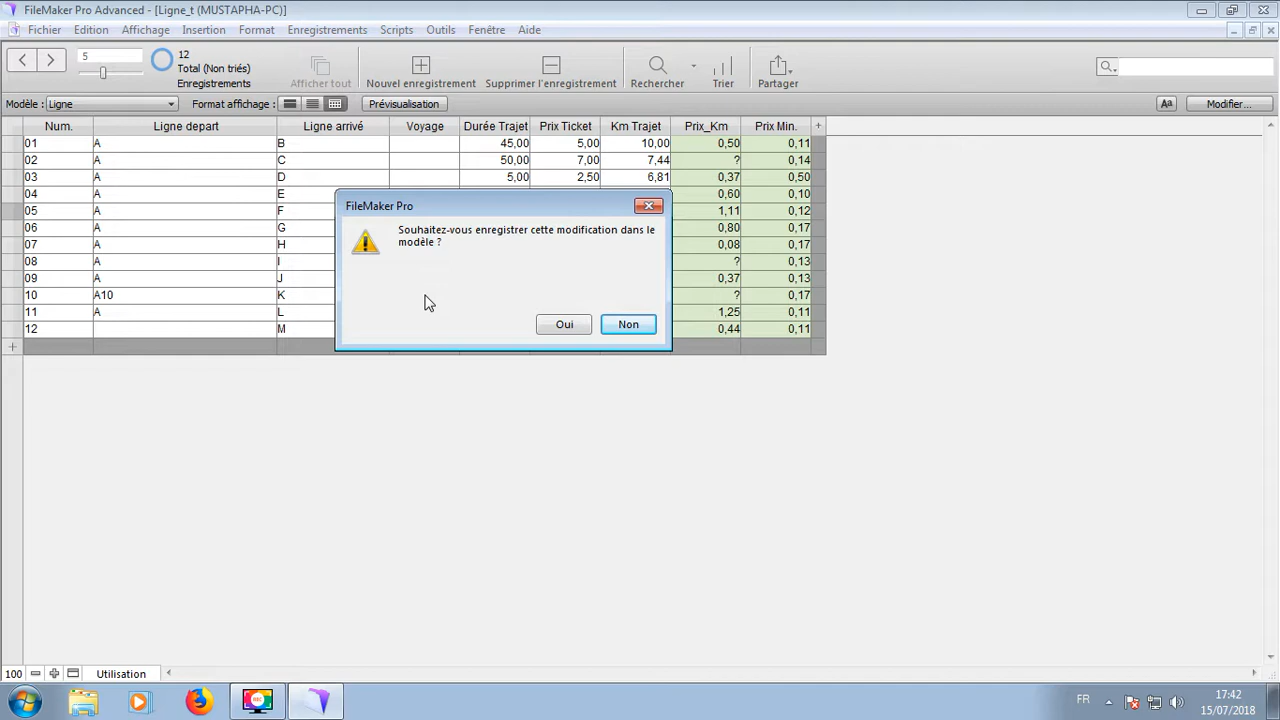 FileMaker Pro Advanced - [Ligne_t (MUSTAPHA-PC)]
Fichier Edition Affichage Insertion Format Enregistrements Scripts Outils Fenêtre Aide
5
12
Total (Non triés)
Enregistrements
Afficher tout
Nouvel enregistrement
Supprimer l'enregistrement
Rechercher
Trier
Partager
Modèle : Ligne Format affichage : Prévisualisation Aa Modifier...
Num. Ligne depart Ligne arrivé Voyage Durée Trajet Prix Ticket Km Trajet Prix_Km Prix Min. +
01 A B 45,00 5,00 10,00 0,50 0,11
02 A C 50,00 7,00 7,44 ? 0,14
03 A D 5,00 2,50 6,81 0,37 0,50
04 A E 0,60 0,10
05 A F 1,11 0,12
06 A G 0,80 0,17
07 A H 0,08 0,17
08 A I ? 0,13
09 A J 0,37 0,13
10 A10 K ? 0,17
11 A L 1,25 0,11
12 M 0,44 0,11
+
FileMaker Pro
Souhaitez-vous enregistrer cette modification dans le
modèle ?
Oui Non
100 Utilisation
FR
17:42
15/07/2018